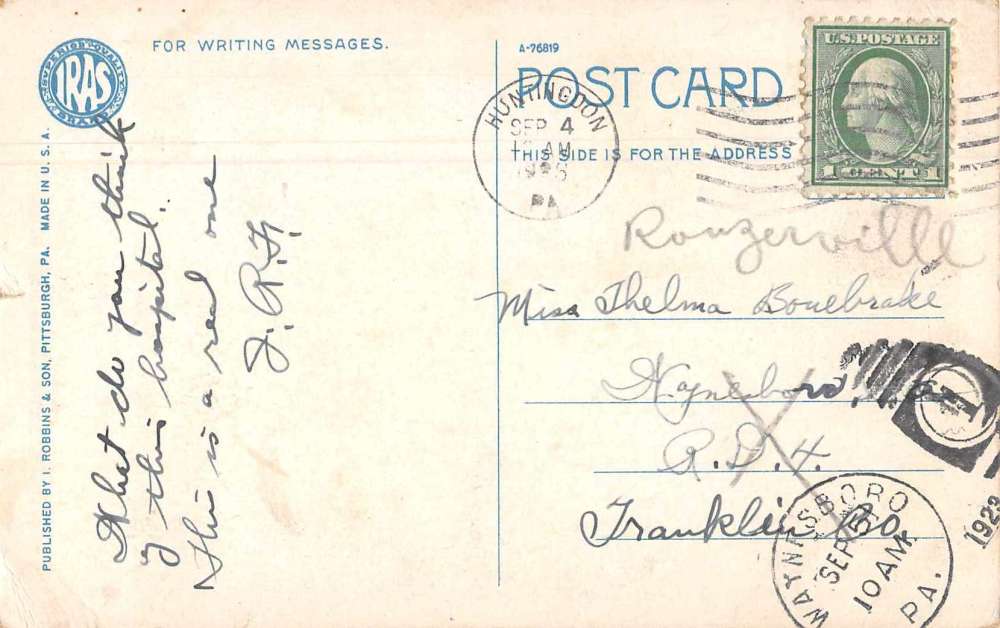 FOR WRITING MESSAGES.
IRAS
What do you think
of this hospital.
This is a real one
J. R. H.
PUBLISHED BY I. ROBBINS & SON, PITTSBURGH, PA. MADE IN U. S. A.
A-76819
POST CARD
THIS SIDE IS FOR THE ADDRESS
HUNTINGDON
SEP 4
AM
PA
U.S. POSTAGE
1 CENT 1
Rouzerville
Miss Thelma Bonebrake
Waynesboro,
R. D. 4.
Franklin Co.
WAYNESBORO
SEP 5
10 AM
PA.
1923